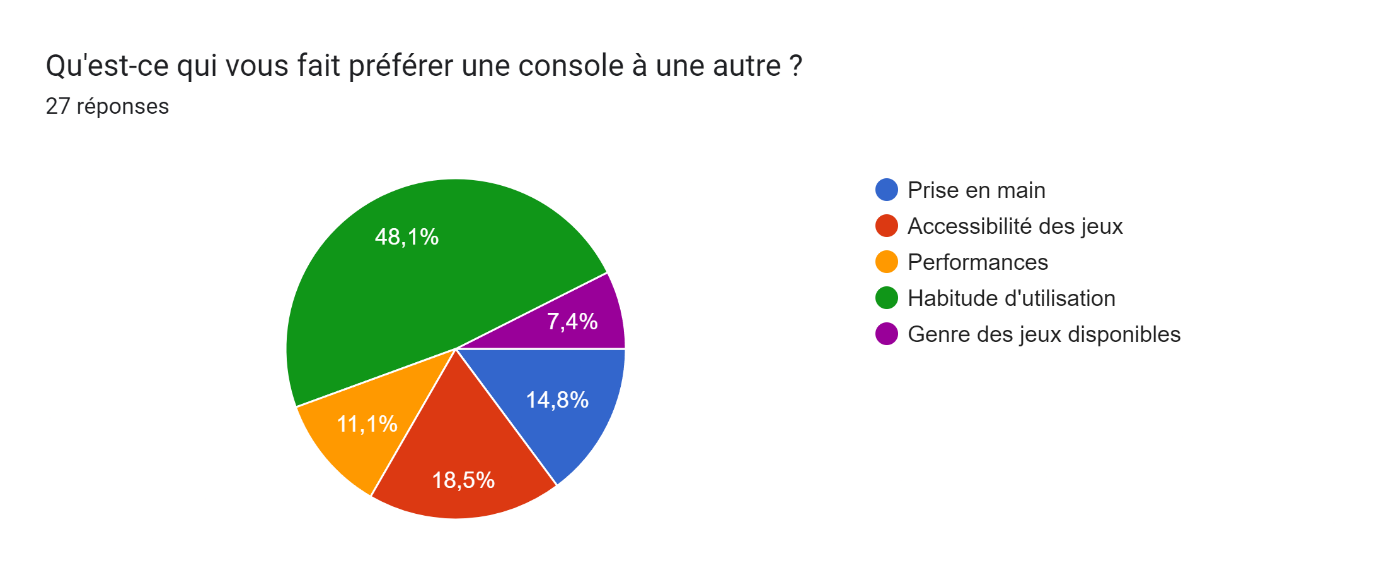 Qu'est-ce qui vous fait préférer une console à une autre ?
27 réponses
48,1%
7,4%
14,8%
11,1%
18,5%
Prise en main
Accessibilité des jeux
Performances
Habitude d'utilisation
Genre des jeux disponibles